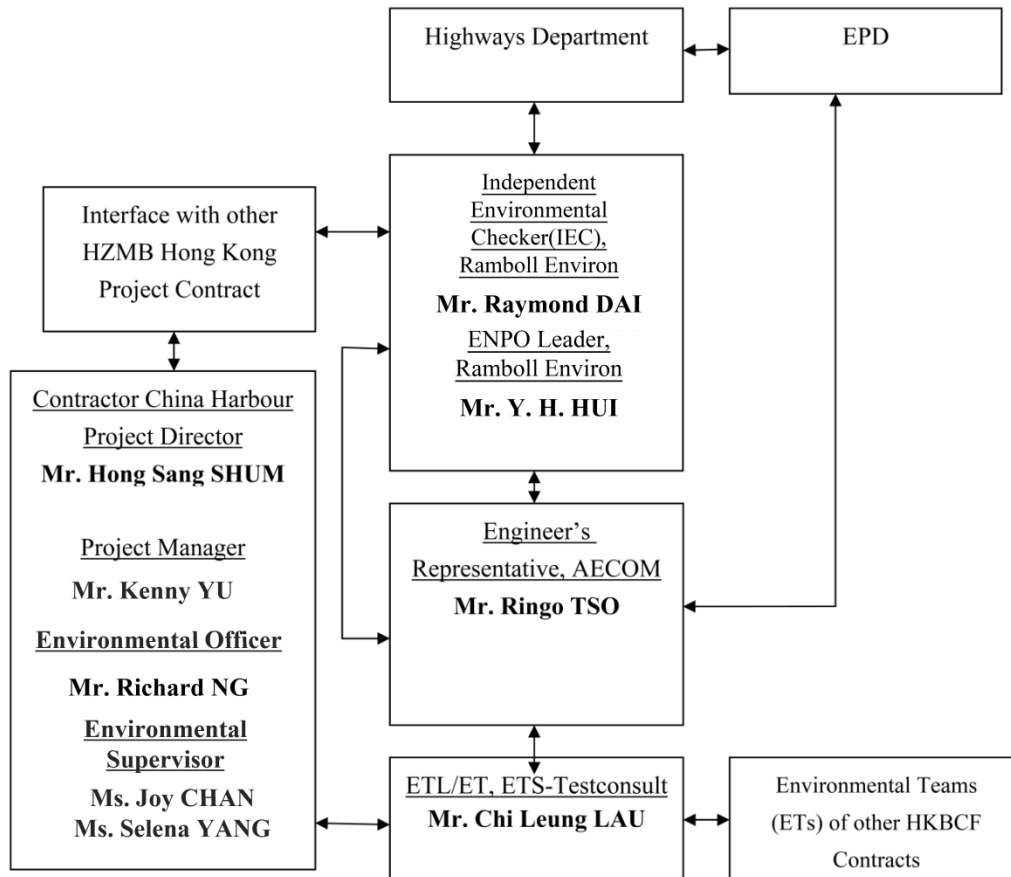 Highways Department
EPD
Independent
Environmental
Checker(IEC),
Ramboll Environ
Mr. Raymond DAI
ENPO Leader,
Ramboll Environ
Mr. Y. H. HUI
Interface with other
HZMB Hong Kong
Project Contract
Contractor China Harbour
Project Director
Mr. Hong Sang SHUM
Project Manager
Mr. Kenny YU
Environmental Officer
Mr. Richard NG
Environmental
Supervisor
Ms. Joy CHAN
Ms. Selena YANG
Engineer’s
Representative, AECOM
Mr. Ringo TSO
ETL/ET, ETS-Testconsult
Mr. Chi Leung LAU
Environmental Teams
(ETs) of other HKBCF
Contracts